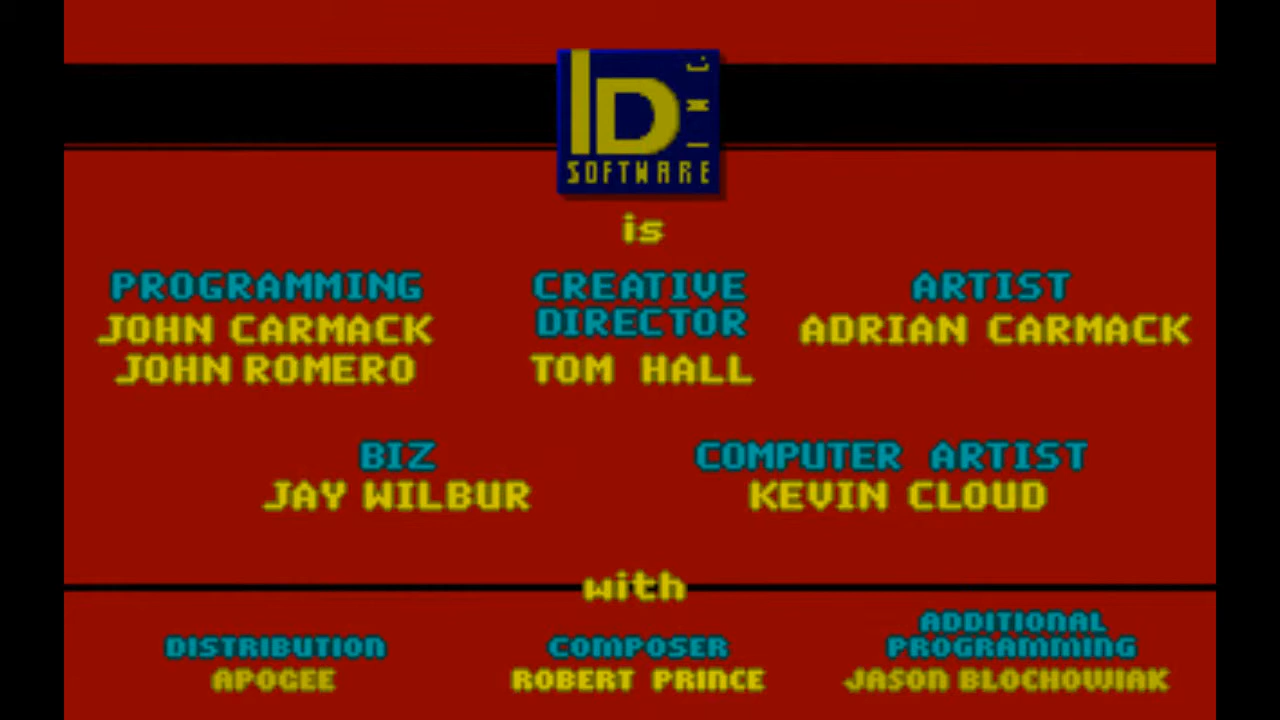 ID INC.
SOFTWARE
is
PROGRAMMING
JOHN CARMACK
JOHN ROMERO
CREATIVE
DIRECTOR
TOM HALL
ARTIST
ADRIAN CARMACK
BIZ
JAY WILBUR
COMPUTER ARTIST
KEVIN CLOUD
with
DISTRIBUTION
APOGEE
COMPOSER
ROBERT PRINCE
ADDITIONAL
PROGRAMMING
JASON BLOCHOWIAK